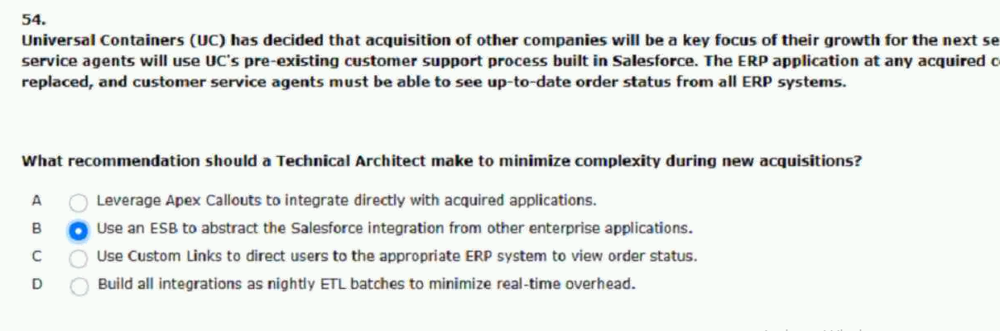 54.
Universal Containers (UC) has decided that acquisition of other companies will be a key focus of their growth for the next se
service agents will use UC's pre-existing customer support process built in Salesforce. The ERP application at any acquired c
replaced, and customer service agents must be able to see up-to-date order status from all ERP systems.
What recommendation should a Technical Architect make to minimize complexity during new acquisitions?
A Leverage Apex Callouts to integrate directly with acquired applications.
B Use an ESB to abstract the Salesforce integration from other enterprise applications.
C Use Custom Links to direct users to the appropriate ERP system to view order status.
D Build all integrations as nightly ETL batches to minimize real-time overhead.